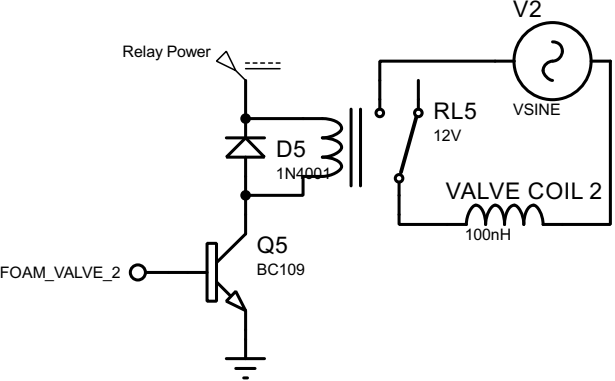 V2
Relay Power
VSINE
RL5
12V
D5
1N4001
VALVE COIL 2
100nH
Q5
BC109
FOAM_VALVE_2